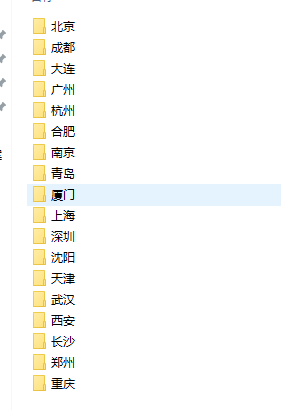 北京
成都
大连
广州
杭州
合肥
南京
青岛
厦门
上海
深圳
沈阳
天津
武汉
西安
长沙
郑州
重庆